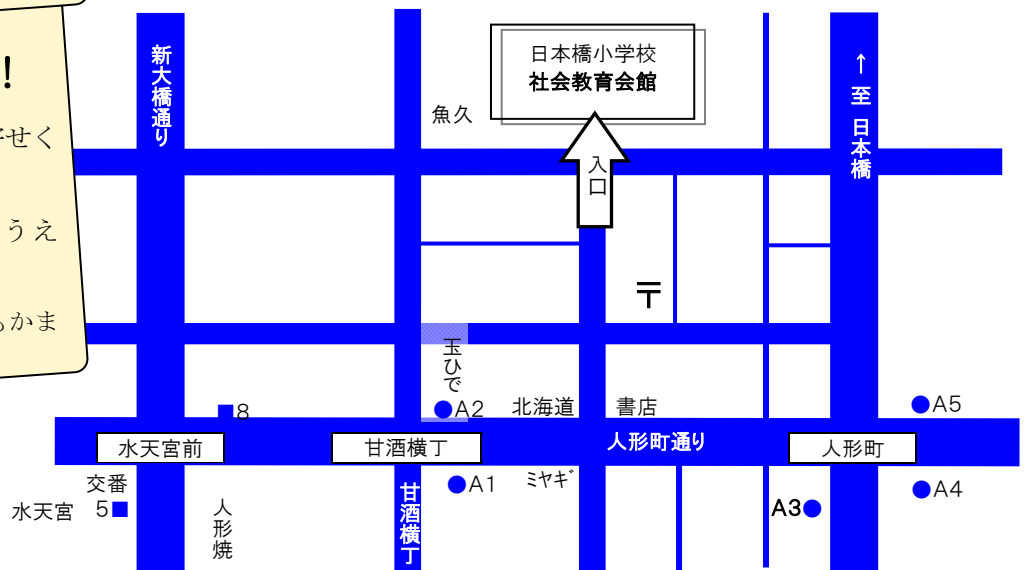 ！
せく
うえ
かま
新大橋通り
日本橋小学校
社会教育会館
魚久
入口
↑至 日本橋
〒
玉ひで
8
A2
北海道
書店
A5
水天宮前
甘酒横丁
人形町通り
人形町
交番
水天宮
5
人形焼
甘酒横丁
A1
ミヤギ
A3
A4